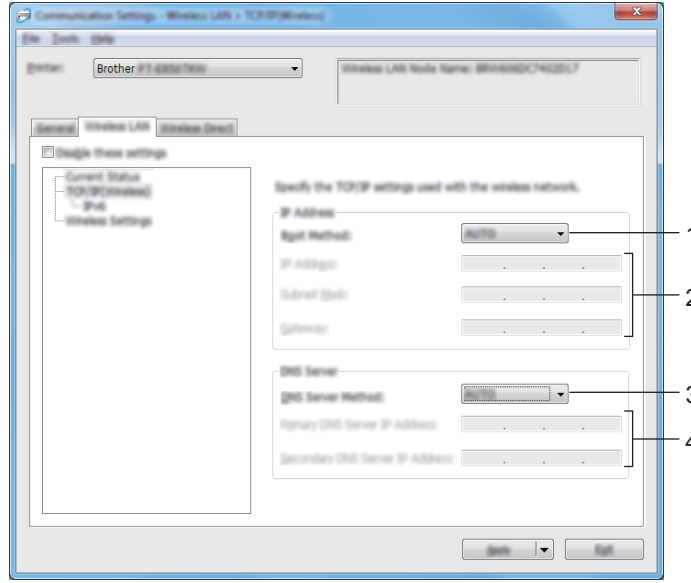 Communication Settings - Wireless LAN > TCP/IP(Wireless)
File Tools Help
Printer: Brother
Wireless LAN Node Name:
General Wireless LAN Wireless Direct
Disable these settings
Current Status
TCP/IP(Wireless)
IPv6
Wireless Settings
Specify the TCP/IP settings used with the wireless network.
IP Address
Boot Method: AUTO
1
IP Address:
Subnet Mask:
2
Gateway:
DNS Server
DNS Server Method: AUTO
3
Primary DNS Server IP Address:
4
Secondary DNS Server IP Address:
Apply Exit